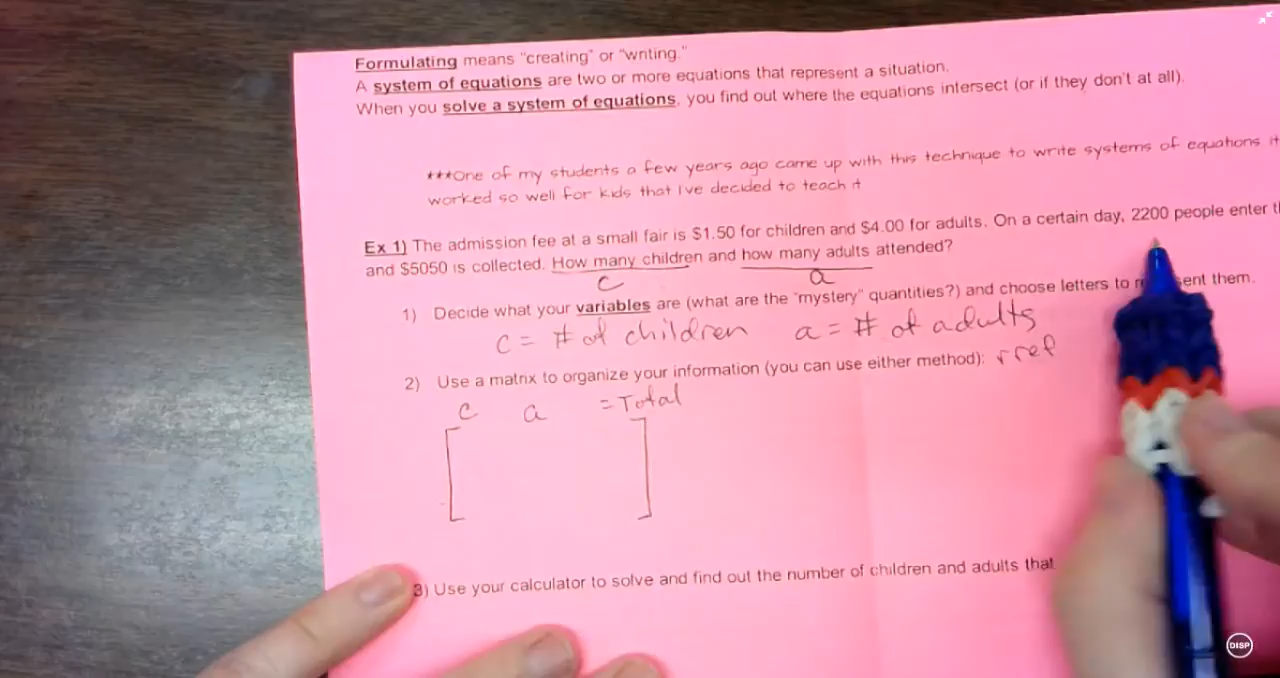 Formulating means "creating" or "writing."
A system of equations are two or more equations that represent a situation.
When you solve a system of equations, you find out where the equations intersect (or if they don't at all).
***One of my students a few years ago came up with this technique to write systems of equations it
worked so well for kids that I've decided to teach it
Ex 1) The admission fee at a small fair is $1.50 for children and $4.00 for adults. On a certain day, 2200 people enter
and $5050 is collected. How many children and how many adults attended?
c a
1) Decide what your variables are (what are the "mystery" quantities?) and choose letters to them.
c = # of children a = # of adults
2) Use a matrix to organize your information (you can use either method): rref
c a = Total
3) Use your calculator to solve and find out the number of children and adults that
DISP